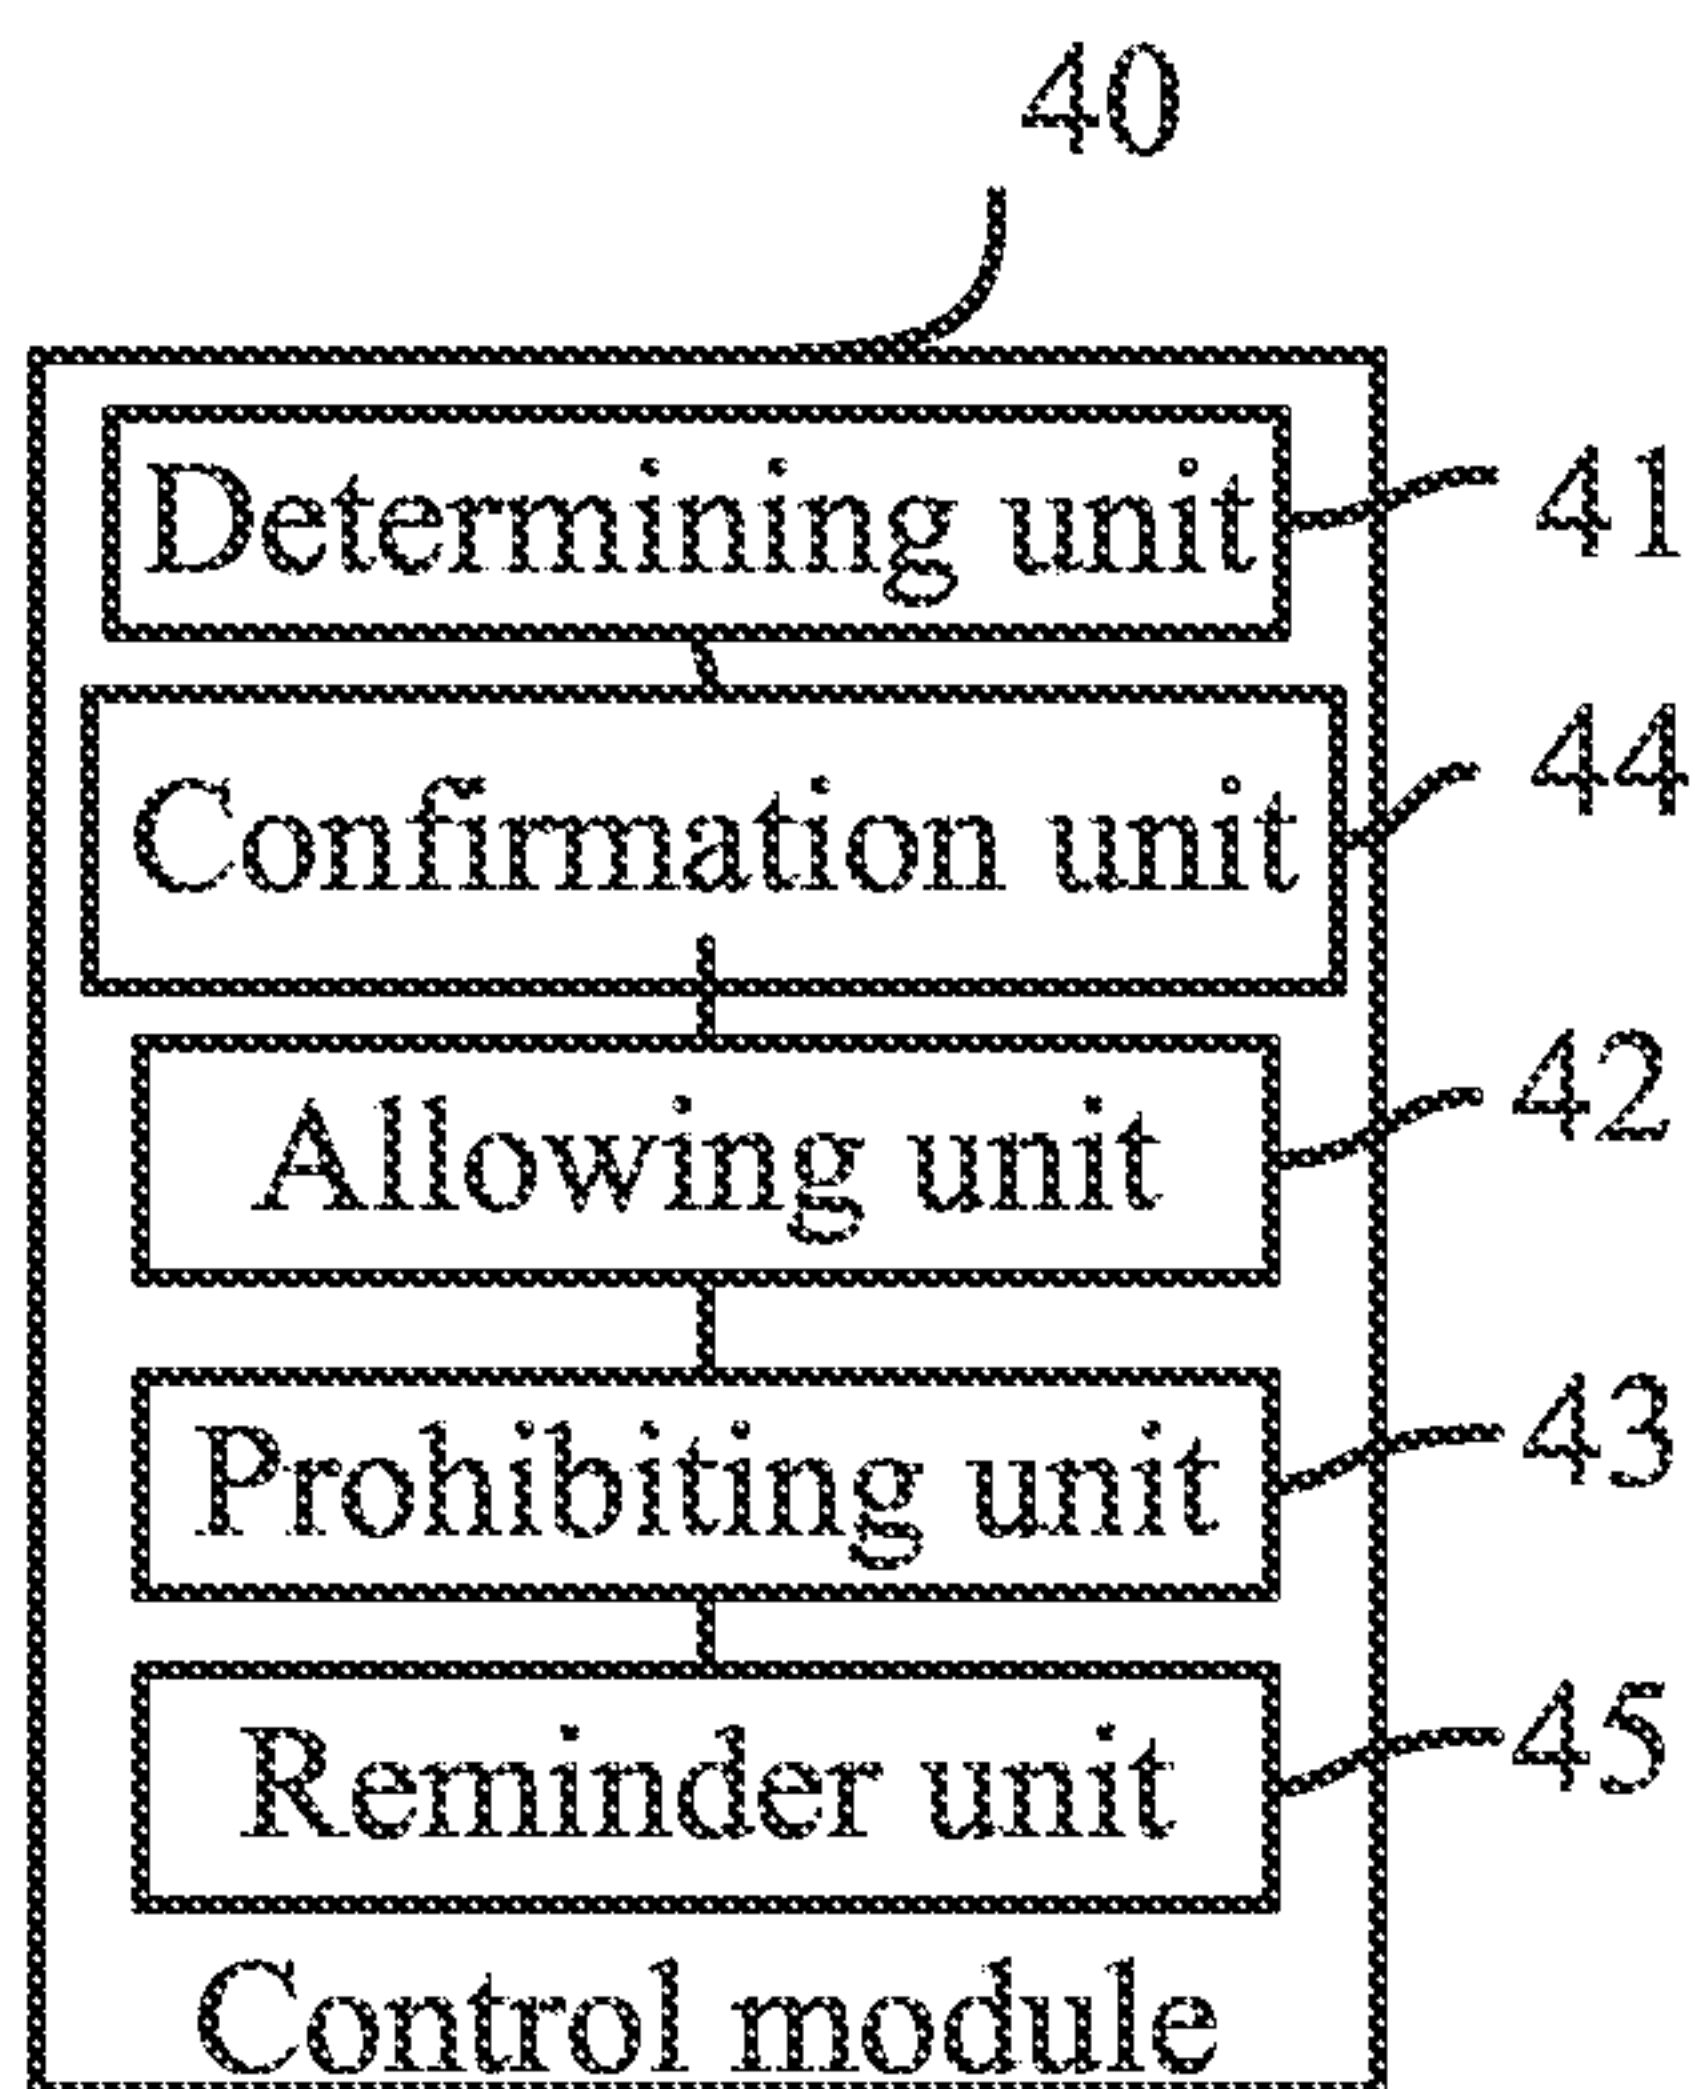 40
Determining unit 41
Confirmation unit 44
Allowing unit 42
Prohibiting unit 43
Reminder unit 45
Control module